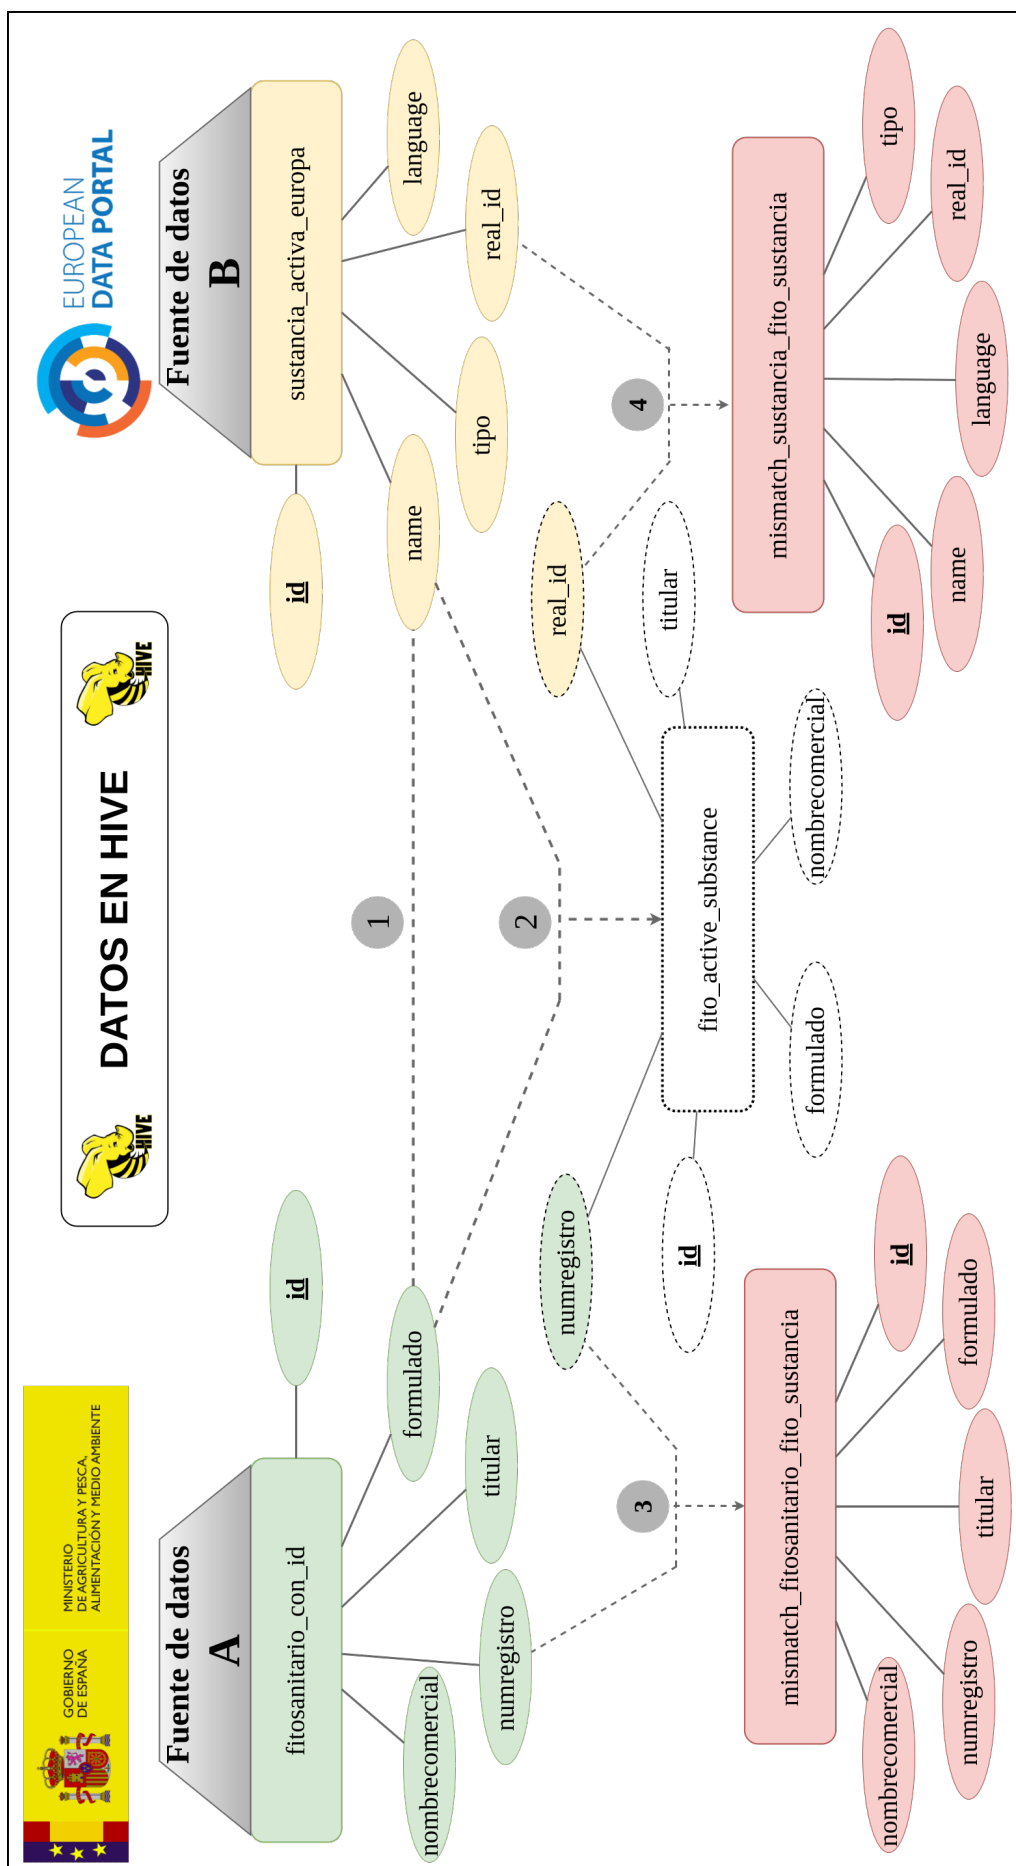 GOBIERNO
DE ESPAÑA
MINISTERIO
DE AGRICULTURA Y PESCA,
ALIMENTACIÓN Y MEDIO AMBIENTE
HIVE
DATOS EN HIVE
HIVE
EUROPEAN
DATA PORTAL
Fuente de datos
A
fitosanitario_con_id
id
nombrecomercial
numregistro
titular
formulado
Fuente de datos
B
sustancia_activa_europa
id
name
tipo
real_id
language
1
2
numregistro
id
fito_active_substance
real_id
titular
formulado
nombrecomercial
3
4
mismatch_fitosanitario_fito_sustancia
nombrecomerial
numregistro
titular
formulado
id
mismatch_sustancia_fito_sustancia
id
name
language
real_id
tipo